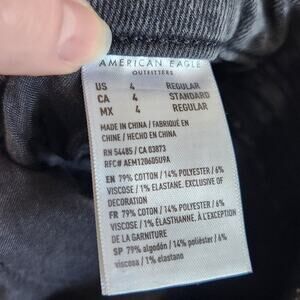 AMERICAN EAGLE
OUTFITTERS
US 4 REGULAR
CA 4 STANDARD
MX 4 REGULAR
MADE IN CHINA / FABRIQUÉ EN
CHINE / HECHO EN CHINA
RN 54485 / CA 03873
RFC# AEM120605U9A
EN 79% COTTON / 14% POLYESTER / 6%
VISCOSE / 1% ELASTANE. EXCLUSIVE OF
DECORATION
FR 79% COTON / 14% POLYESTER / 6%
VISCOSE / 1% ÉLASTHANNE. À L'EXCEPTION
DE LA GARNITURE
SP 79% algodón / 14% poliéster / 6%
viscosa / 1% elastano